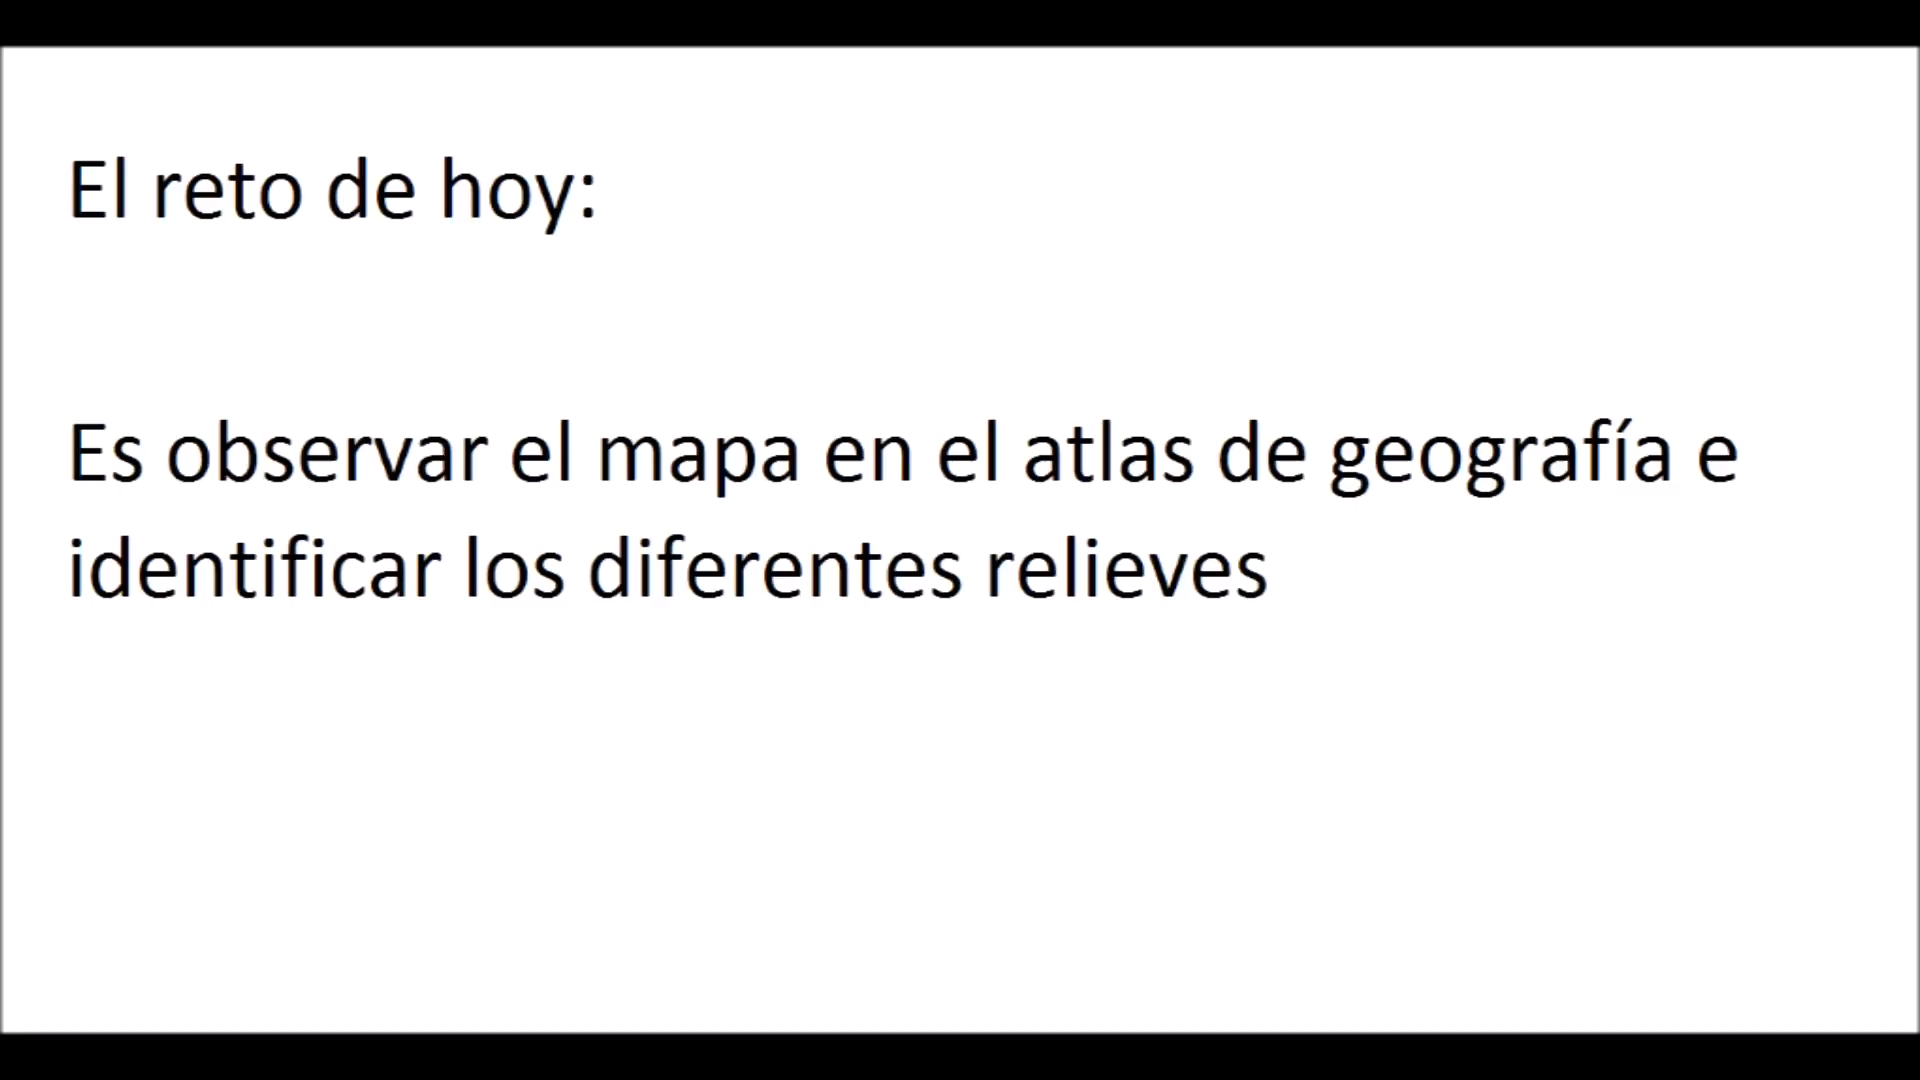 El reto de hoy:
Es observar el mapa en el atlas de geografía e
identificar los diferentes relieves